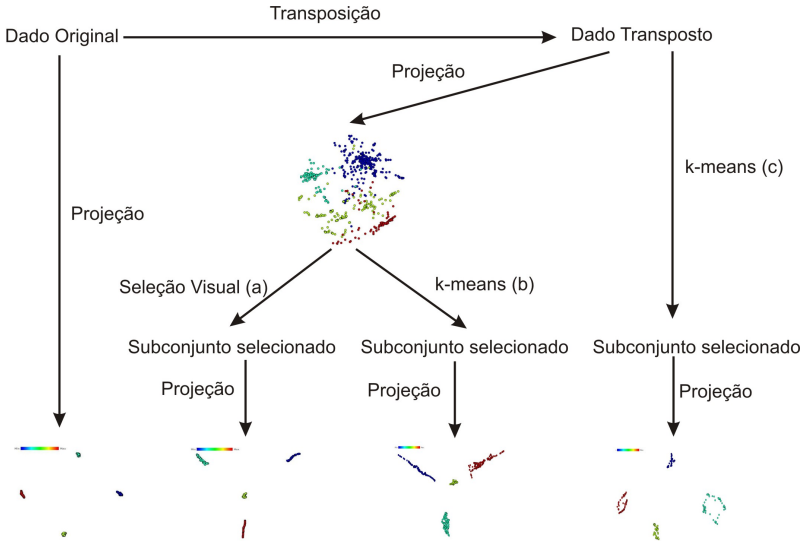 Transposição
Dado Original
Dado Transposto
Projeção
k-means (c)
Projeção
Seleção Visual (a)
k-means (b)
Subconjunto selecionado
Subconjunto selecionado
Subconjunto selecionado
Projeção
Projeção
Projeção